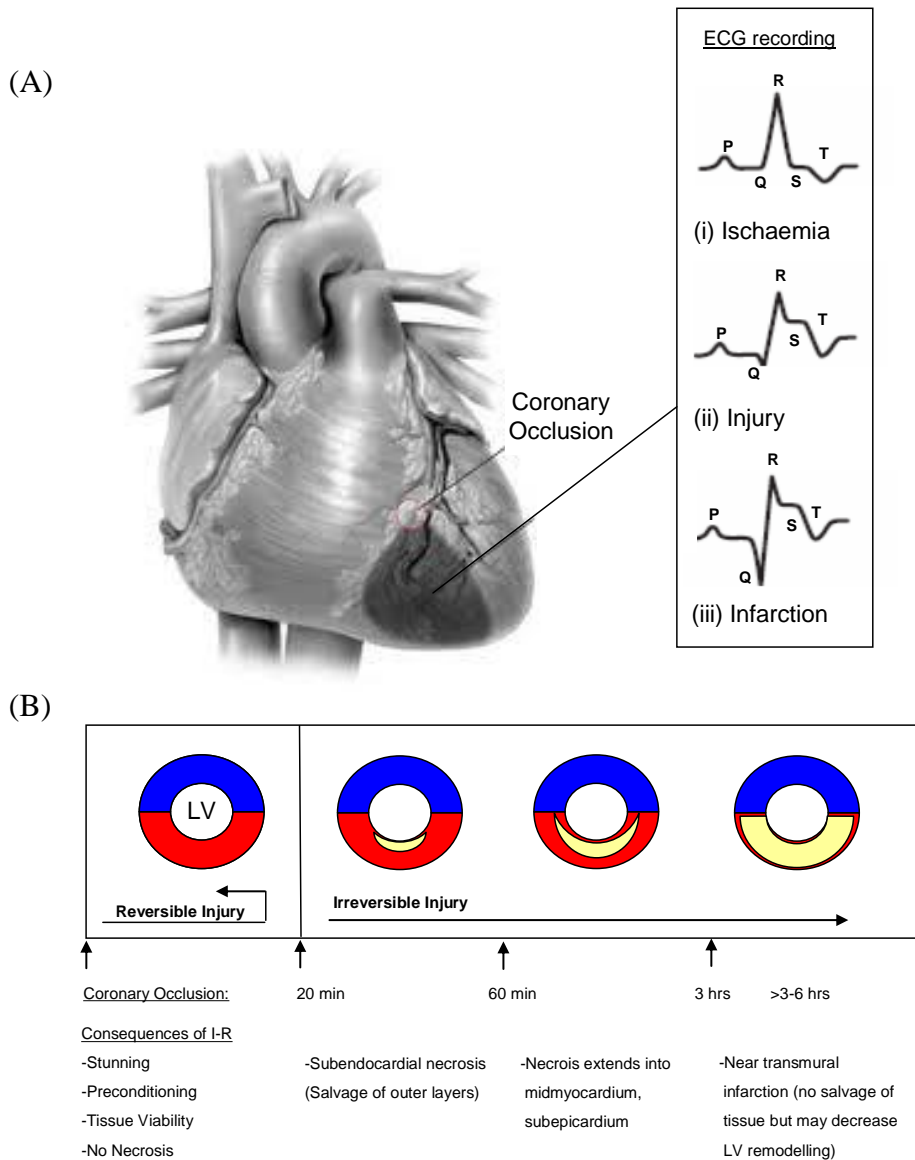 (A)
ECG recording
R
P
T
Q
S
(i) Ischaemia
R
P
T
S
Q
(ii) Injury
R
P
T
S
Q
(iii) Infarction
Coronary
Occlusion
(B)
LV
Reversible Injury
Irreversible Injury
Coronary Occlusion:
20 min
60 min
3 hrs
>3-6 hrs
Consequences of I-R
-Stunning
-Preconditioning
-Tissue Viability
-No Necrosis
-Subendocardial necrosis
(Salvage of outer layers)
-Necrois extends into
midmyocardium,
subepicardium
-Near transmural
infarction (no salvage of
tissue but may decrease
LV remodelling)